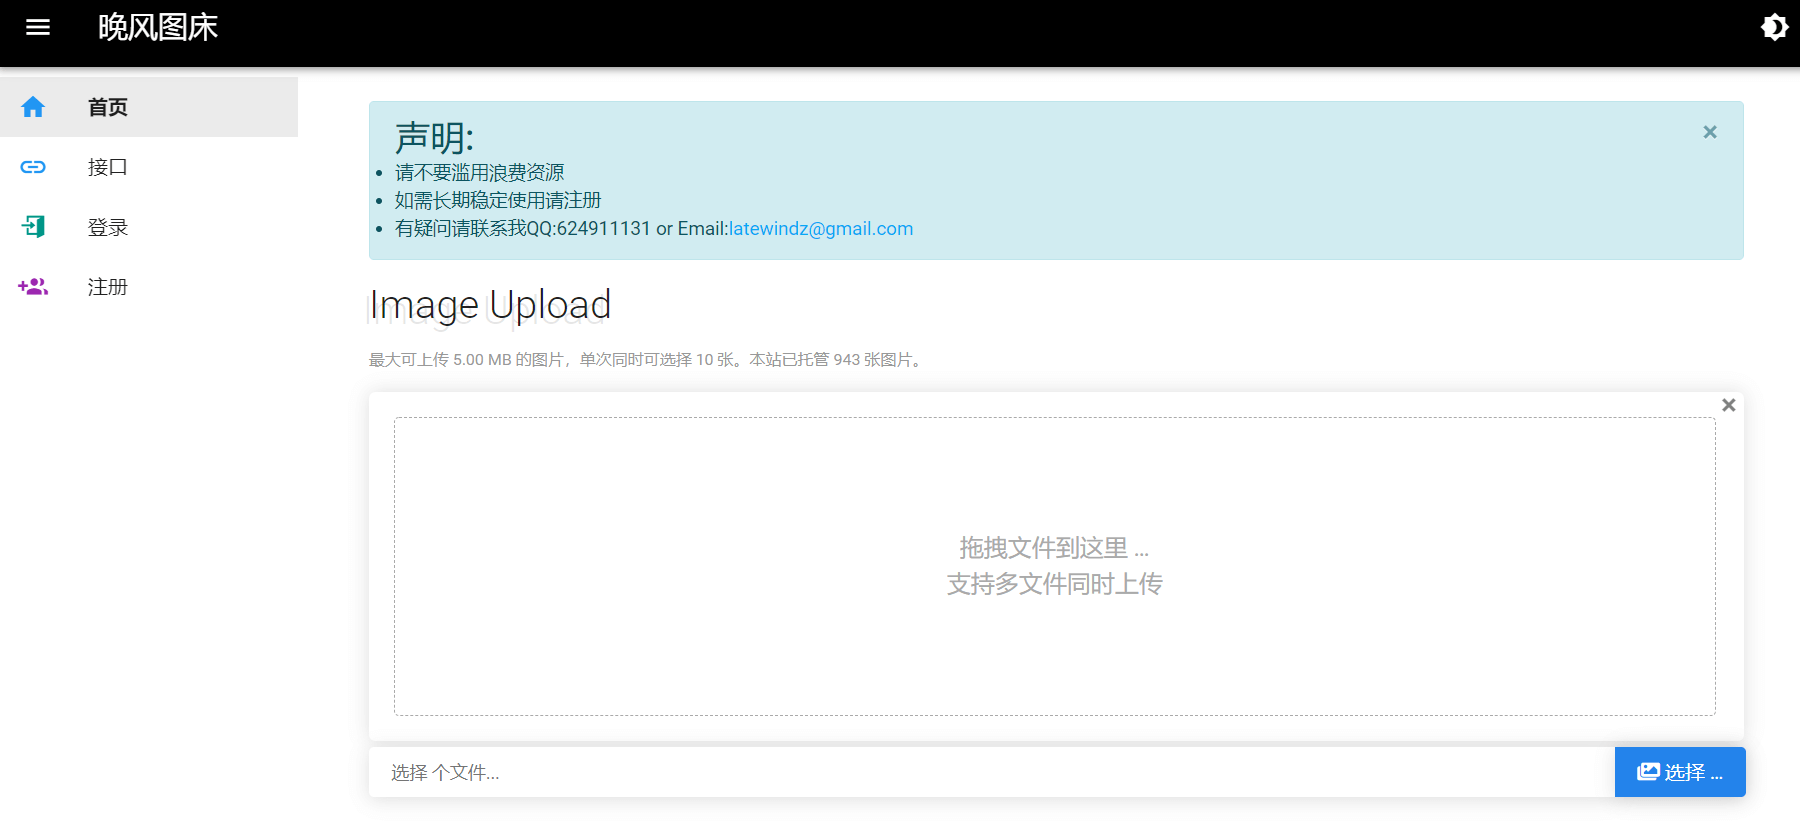 晚风图床
首页
接口
登录
注册
声明:
请不要滥用浪费资源
如需长期稳定使用请注册
有疑问请联系我QQ:624911131 or Email:latewindz@gmail.com
Image Upload
最大可上传 5.00 MB 的图片，单次同时可选择 10 张。本站已托管 943 张图片。
拖拽文件到这里 ...
支持多文件同时上传
选择 个文件...
选择 ...